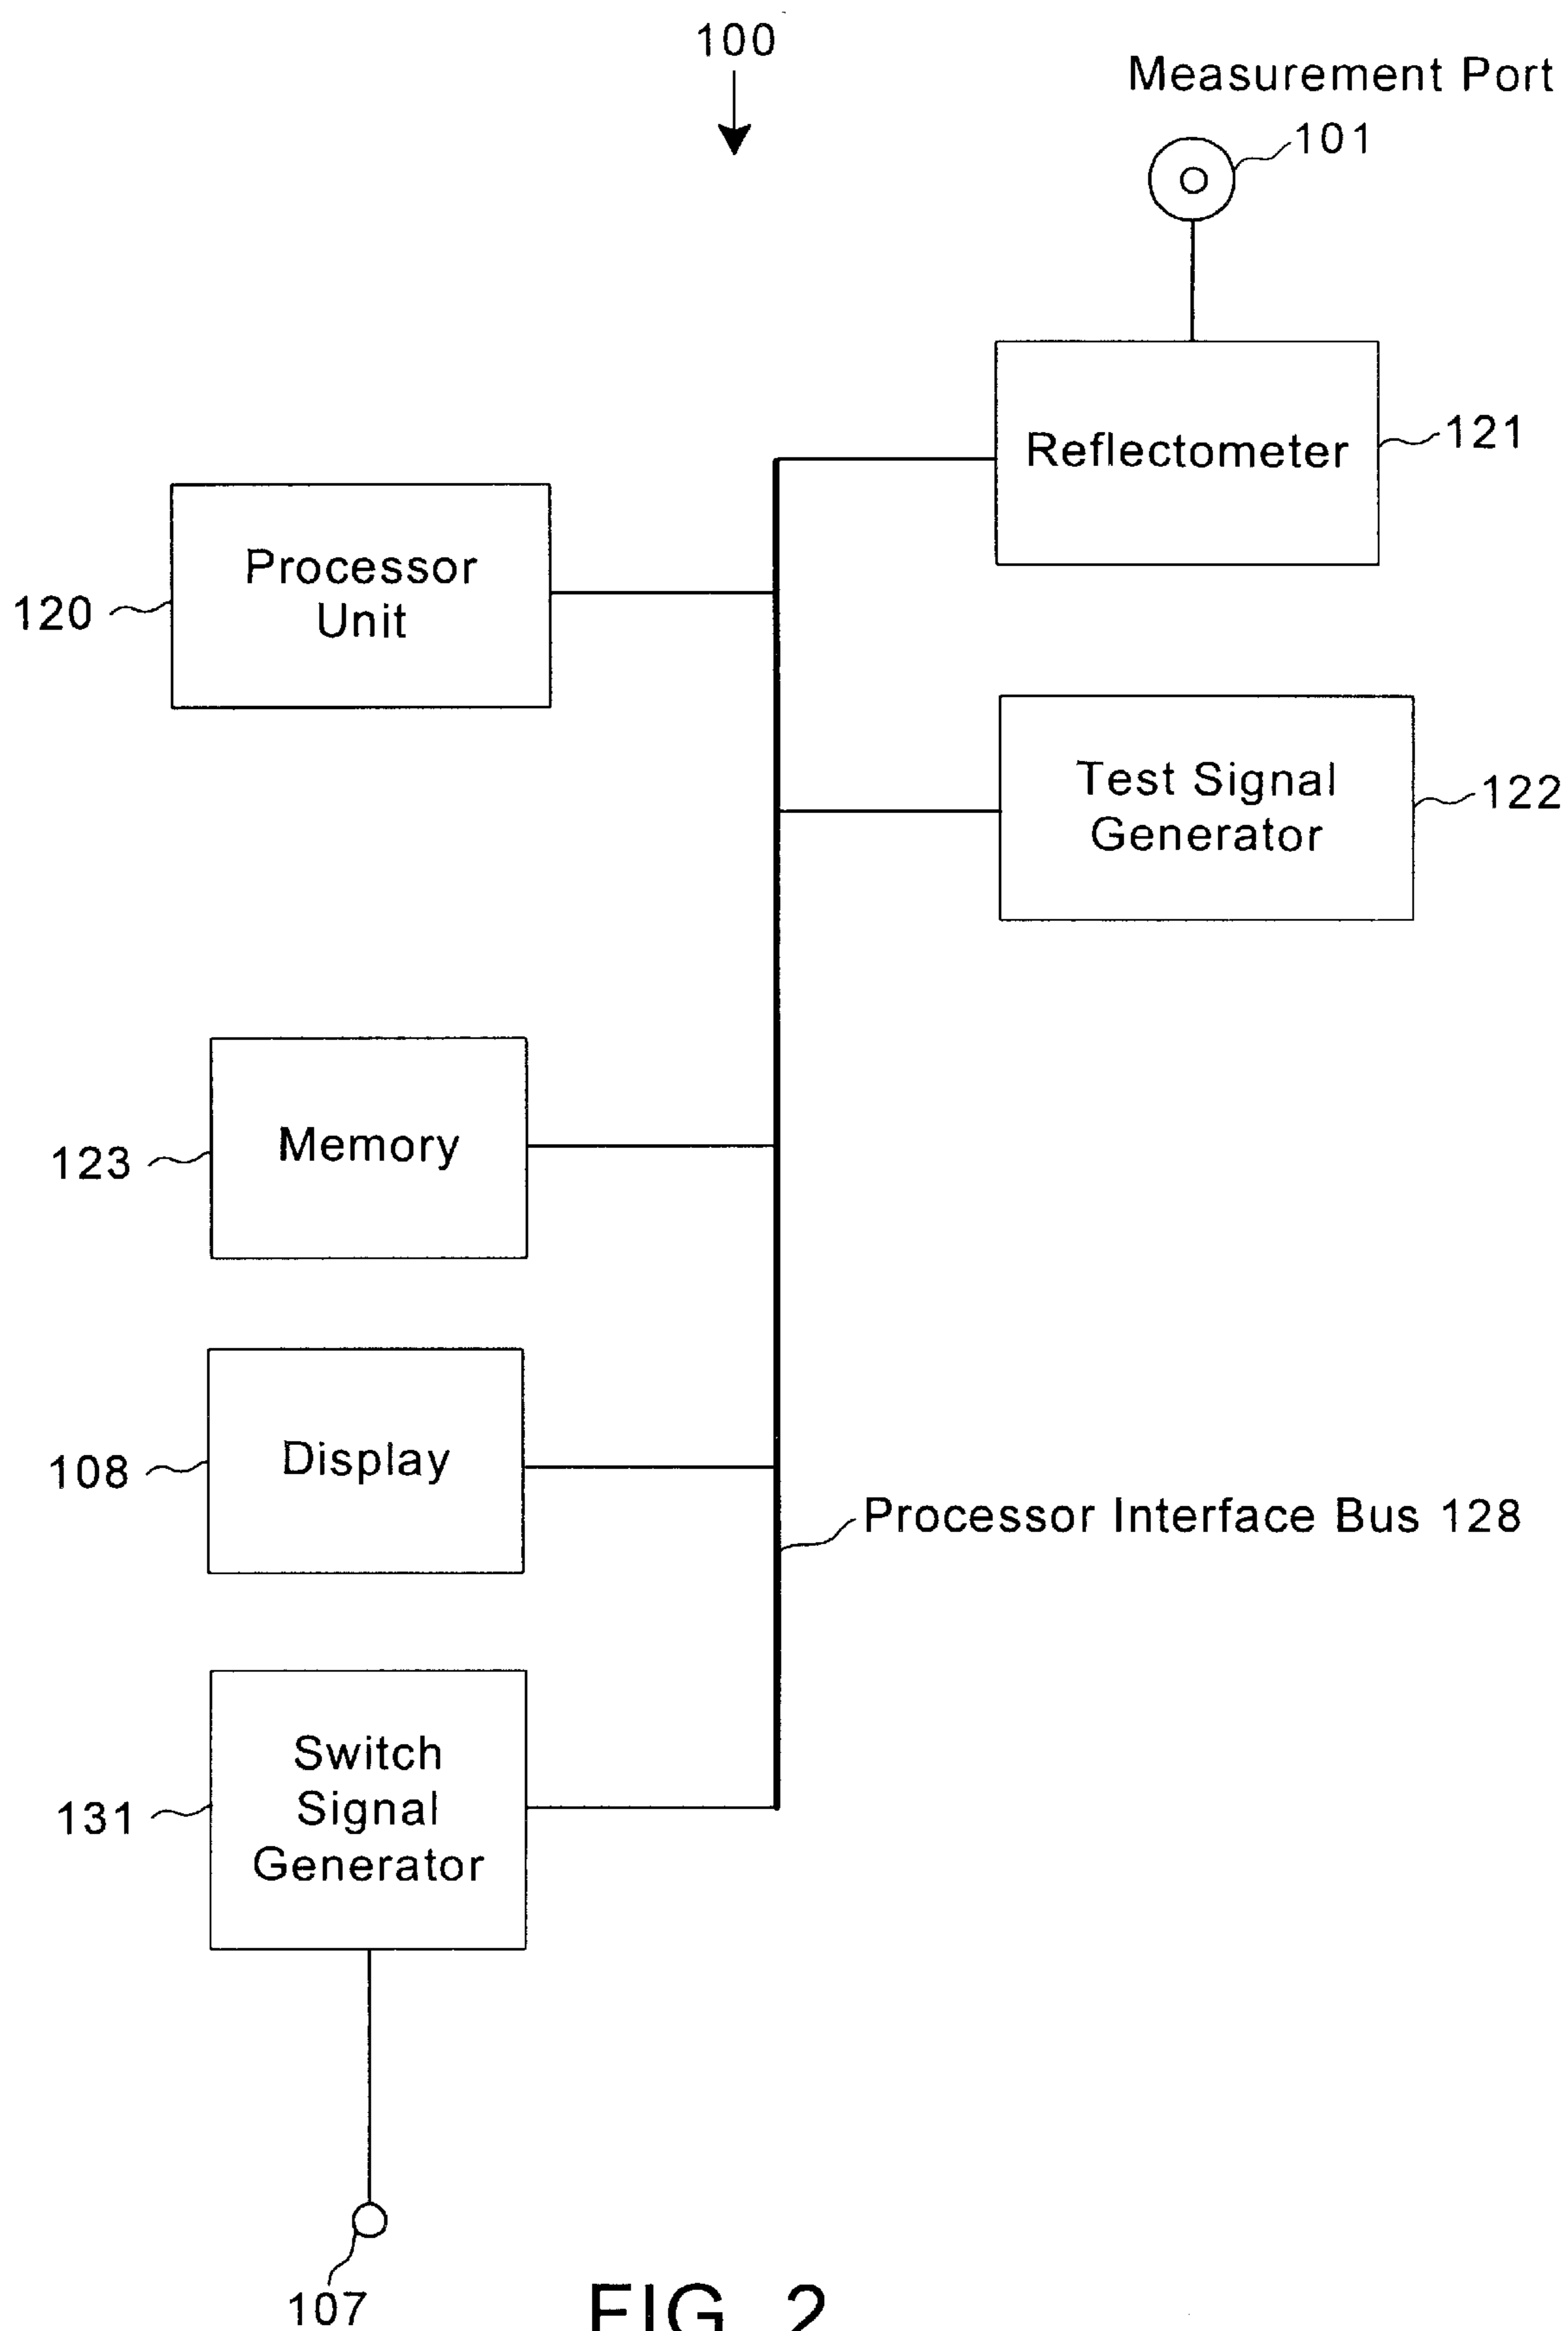 100
Measurement Port
101
Reflectometer
121
Processor
Unit
120
Test Signal
Generator
122
Memory
123
Display
108
Processor Interface Bus 128
Switch
Signal
Generator
131
107
FIG. 2